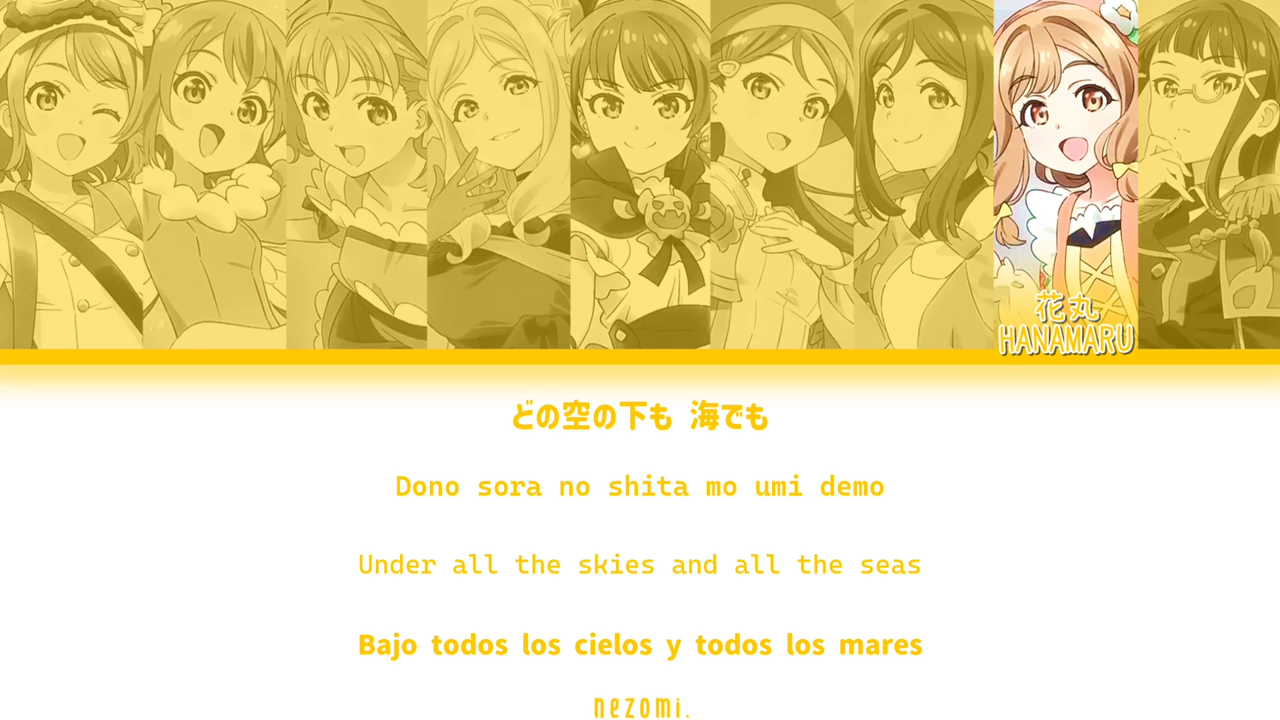 花丸
HANAMARU
どの空の下も 海でも
Dono sora no shita mo umi demo
Under all the skies and all the seas
Bajo todos los cielos y todos los mares
nezomi.